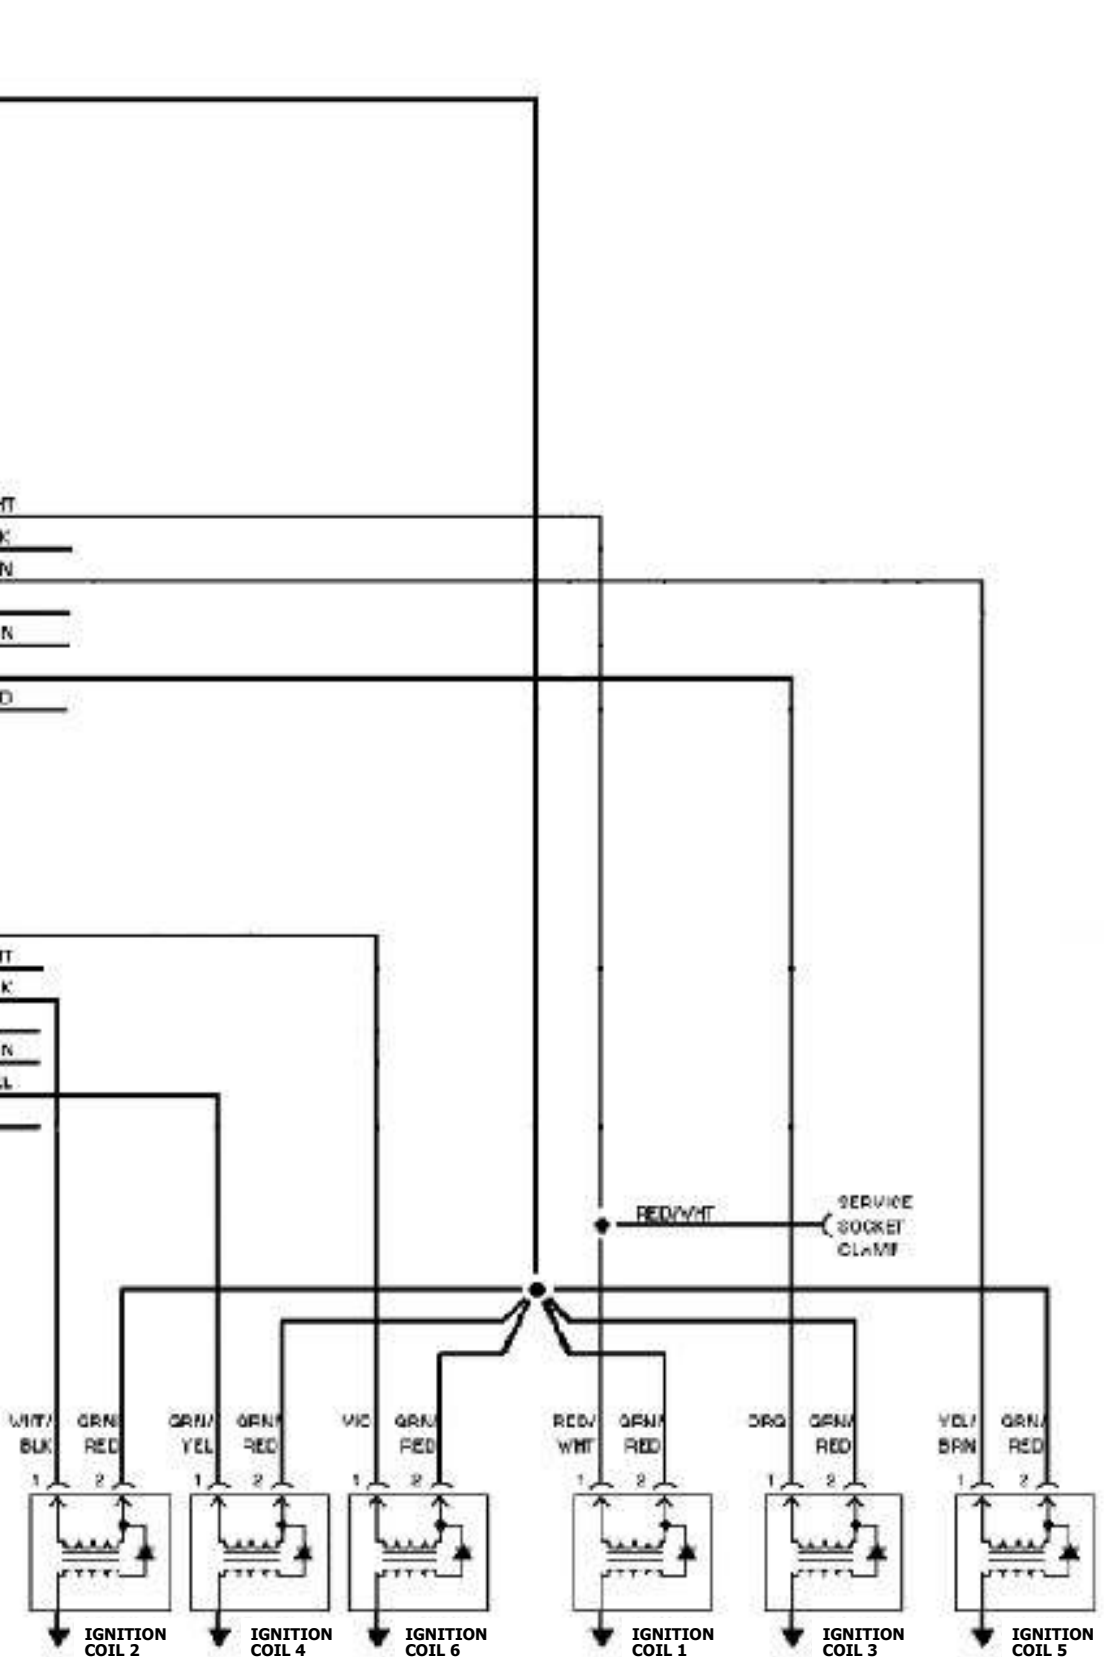 HT
K
N
N
D
K
N
RED/WHT
SERVICE
SOCKET
WHT/ GRN/ GRN/ GRN/ VIO GRN/ RED/ GRN/ ORG GRN/ YEL/ GRN/
BLK RED YEL RED RED WHT RED RED BRN RED
1 2 1 2 1 2 1 2 1 2 1 2
IGNITION IGNITION IGNITION IGNITION IGNITION IGNITION
COIL 2 COIL 4 COIL 6 COIL 1 COIL 3 COIL 5